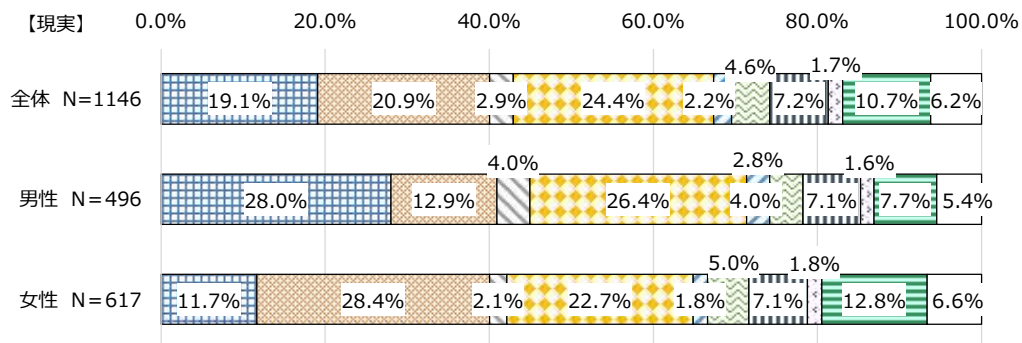 【現実】 0.0% 20.0% 40.0% 60.0% 80.0% 100.0%
4.6% 1.7%
全体 N=1146 19.1% 20.9% 2.9% 24.4% 2.2% 7.2% 10.7% 6.2%
4.0% 2.8% 1.6%
男性 N=496 28.0% 12.9% 26.4% 4.0% 7.1% 7.7% 5.4%
5.0% 1.8%
女性 N=617 11.7% 28.4% 2.1% 22.7% 1.8% 7.1% 12.8% 6.6%